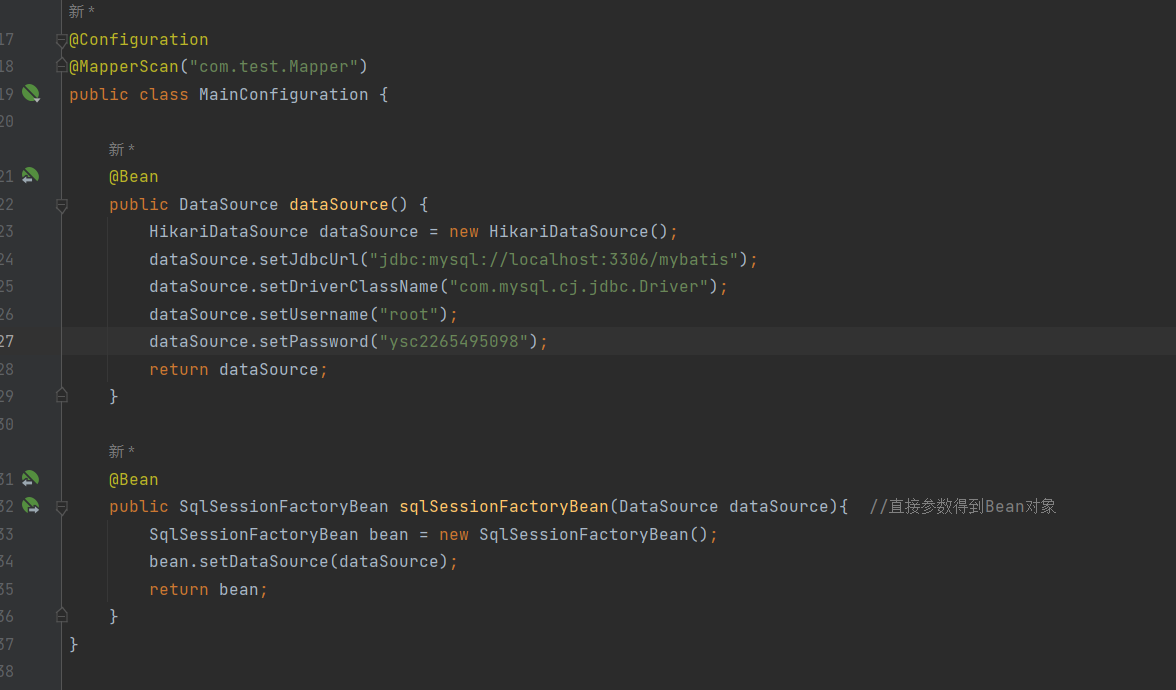 新 *
17 @Configuration
18 @MapperScan("com.test.Mapper")
19 public class MainConfiguration {
20
新 *
21 @Bean
22 public DataSource dataSource() {
23 HikariDataSource dataSource = new HikariDataSource();
24 dataSource.setJdbcUrl("jdbc:mysql://localhost:3306/mybatis");
25 dataSource.setDriverClassName("com.mysql.cj.jdbc.Driver");
26 dataSource.setUsername("root");
27 dataSource.setPassword("ysc2265495098");
28 return dataSource;
29 }
30
新 *
31 @Bean
32 public SqlSessionFactoryBean sqlSessionFactoryBean(DataSource dataSource){ //直接参数得到Bean对象
33 SqlSessionFactoryBean bean = new SqlSessionFactoryBean();
34 bean.setDataSource(dataSource);
35 return bean;
36 }
37 }
38